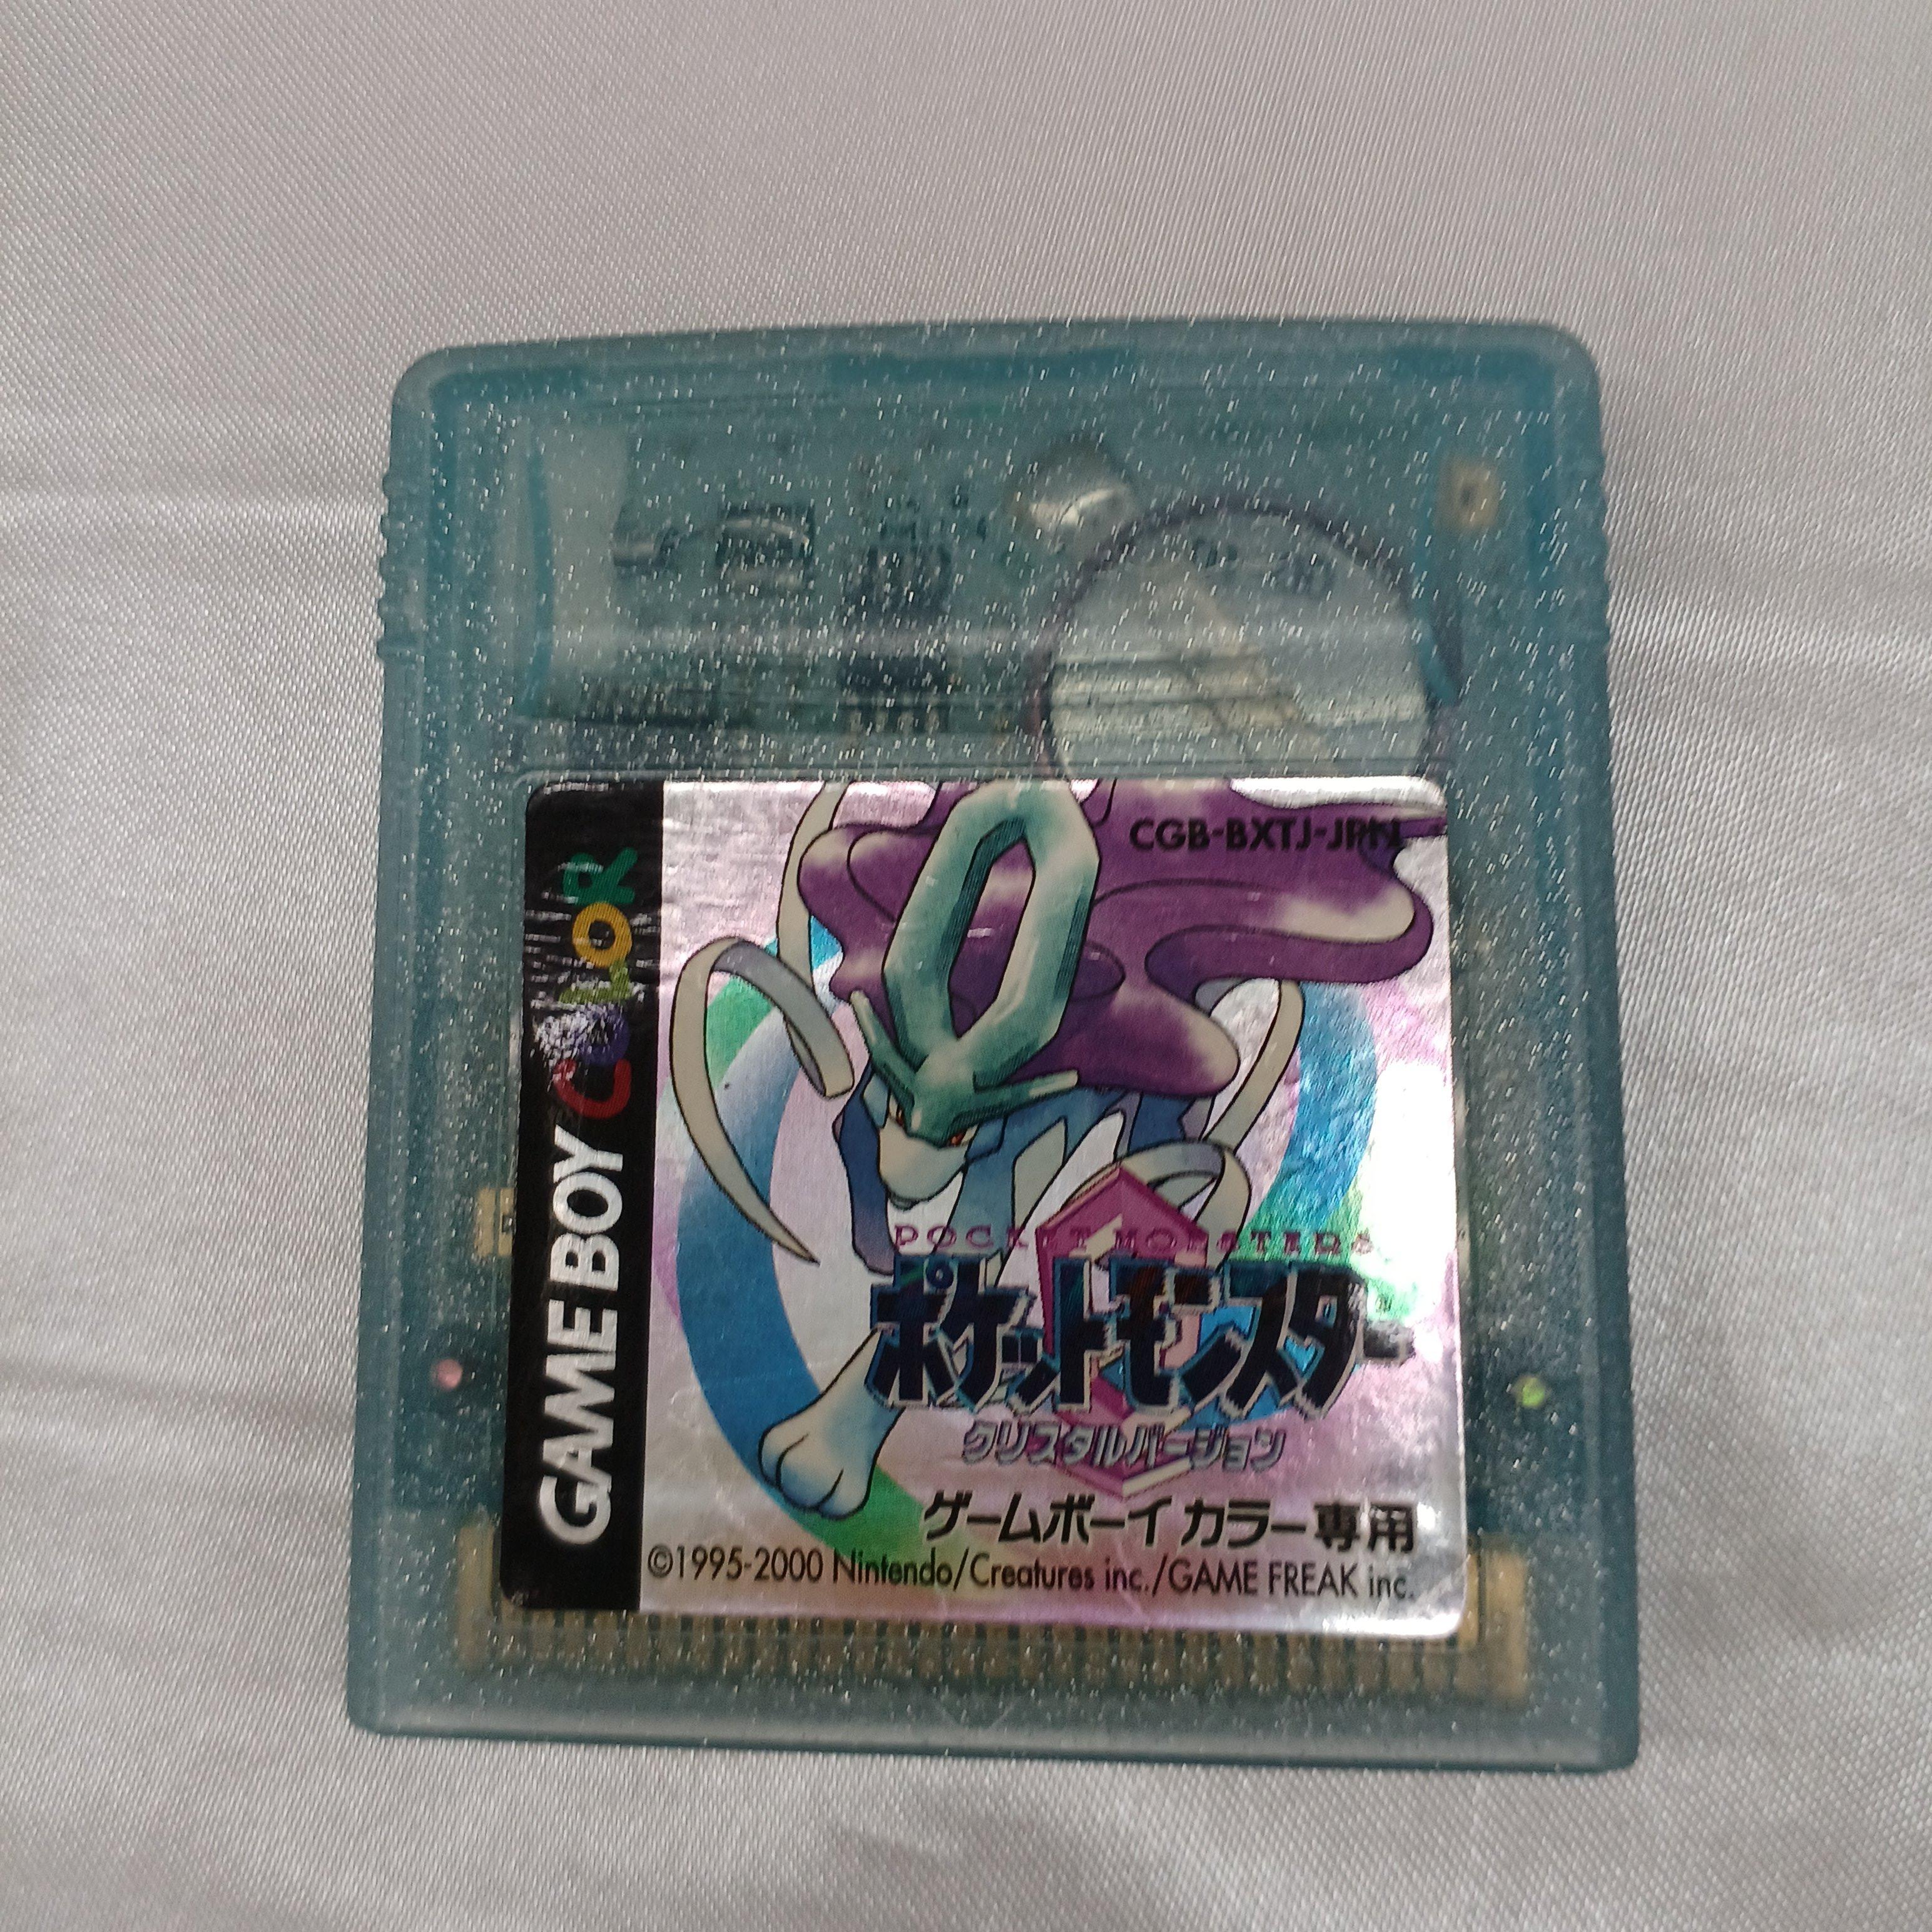 GAME BOY COLOR
CGB-BXTJ-JPN
POCKET MONSTERS
ポケットモンスター
クリスタルバージョン
ゲームボーイカラー専用
©1995-2000 Nintendo/Creatures inc./GAME FREAK inc.